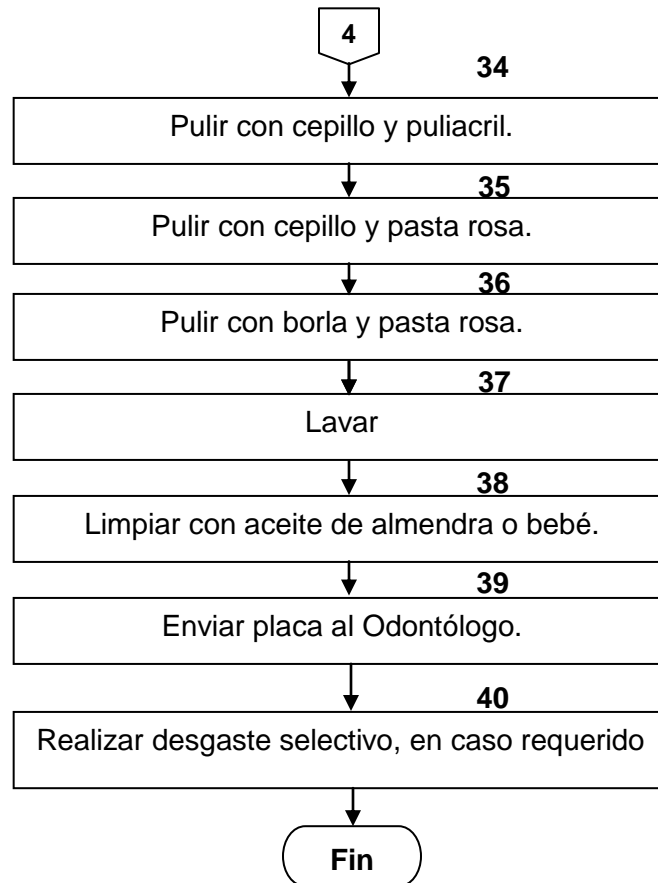 4
34
Pulir con cepillo y puliacril.
35
Pulir con cepillo y pasta rosa.
36
Pulir con borla y pasta rosa.
37
Lavar
38
Limpiar con aceite de almendra o bebé.
39
Enviar placa al Odontólogo.
40
Realizar desgaste selectivo, en caso requerido
Fin